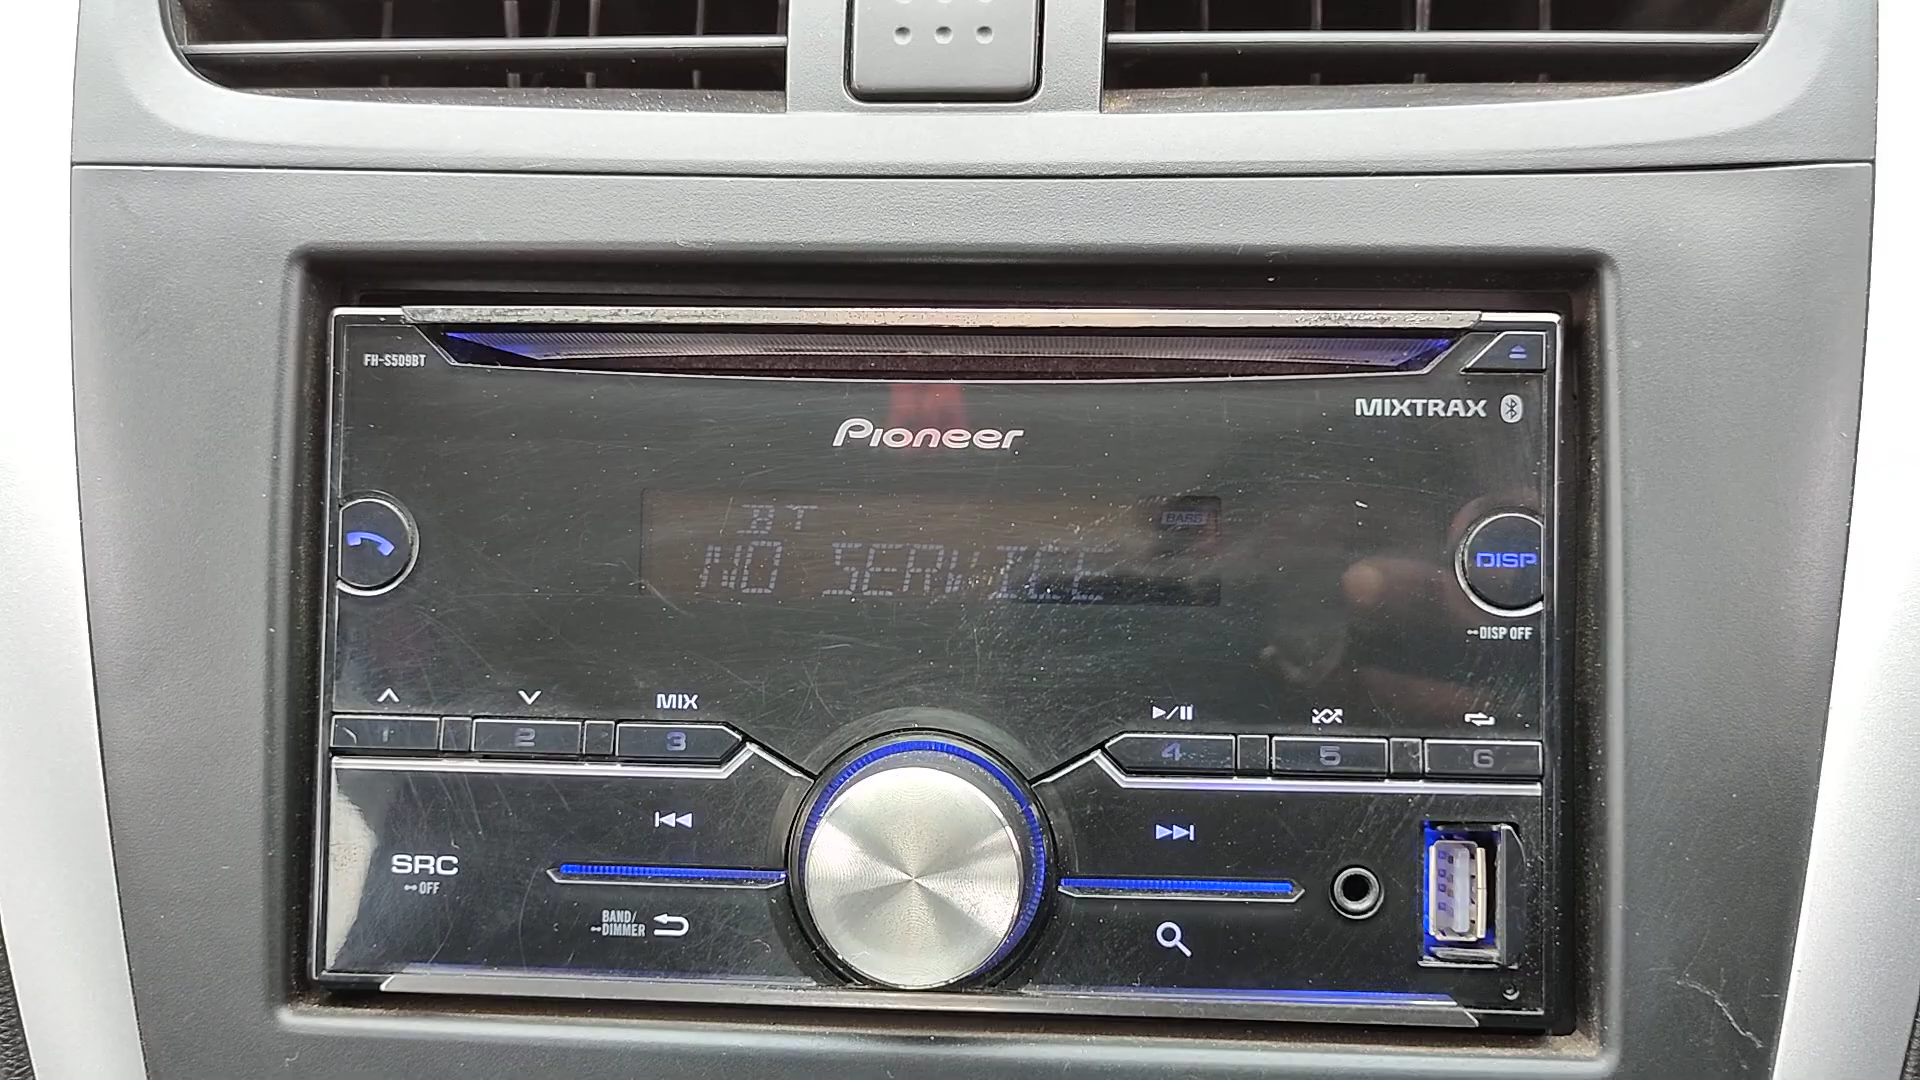 FH-S509BT
MIXTRAX
Pioneer
BT
BASS
NO SERVICE
DISP
DISP OFF
MIX
1
2
3
4
5
6
SRC
OFF
BAND/
DIMMER